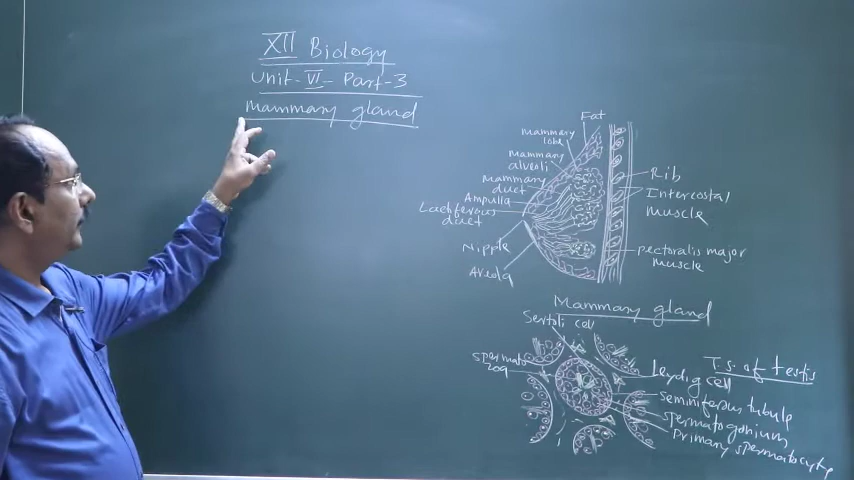 XII Biology
Unit-VI- Part-3
Mammary gland
Fat
mammary
lobe
mammary
alveoli
Mammary
duct
Ampulla
Lactiferous
duct
Nipple
Areola
Rib
Intercostal
muscle
pectoralis major
muscle
Mammary gland
Sertoli cell
spermato
zoa
T.S. of testis
Leydig cell
Seminiferous tubule
Spermatogonium
Primary spermatocyte